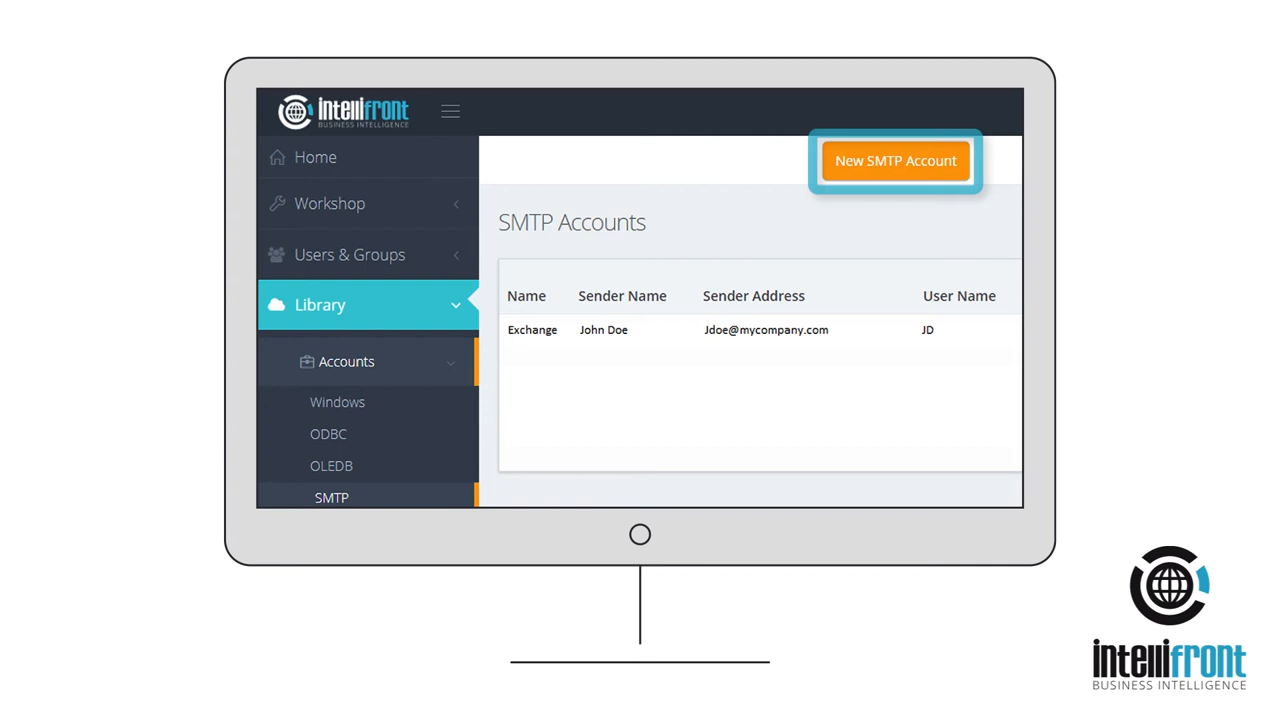 intellifront
BUSINESS INTELLIGENCE
Home
Workshop
Users & Groups
Library
Accounts
Windows
ODBC
OLEDB
SMTP
New SMTP Account
SMTP Accounts
Name Sender Name Sender Address User Name
Exchange John Doe Jdoe@mycompany.com JD
intellifront
BUSINESS INTELLIGENCE